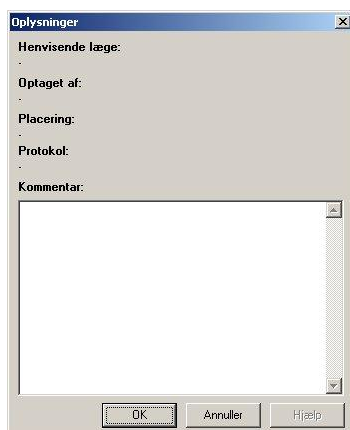 Oplysninger
Henvisende læge:
-
Optaget af:
-
Placering:
-
Protokol:
-
Kommentar:
OK Annuller Hjælp